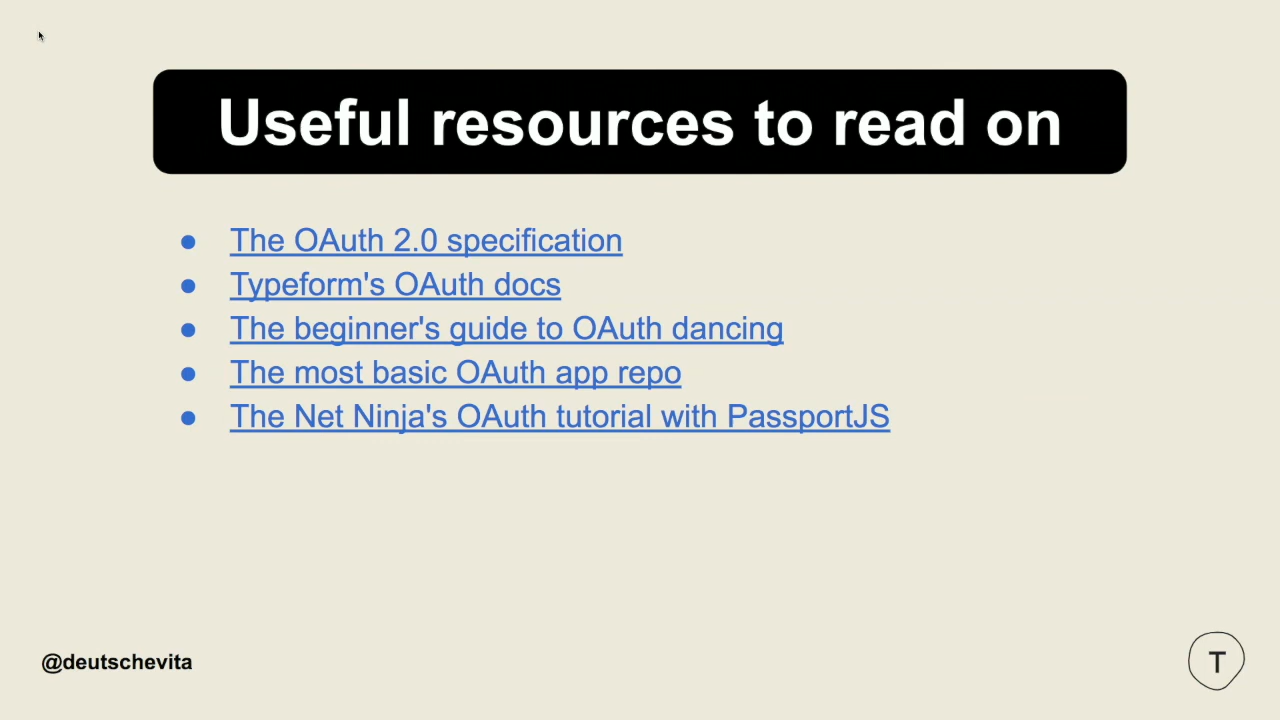 Useful resources to read on
● The OAuth 2.0 specification
● Typeform's OAuth docs
● The beginner's guide to OAuth dancing
● The most basic OAuth app repo
● The Net Ninja's OAuth tutorial with PassportJS
@deutschevita
T